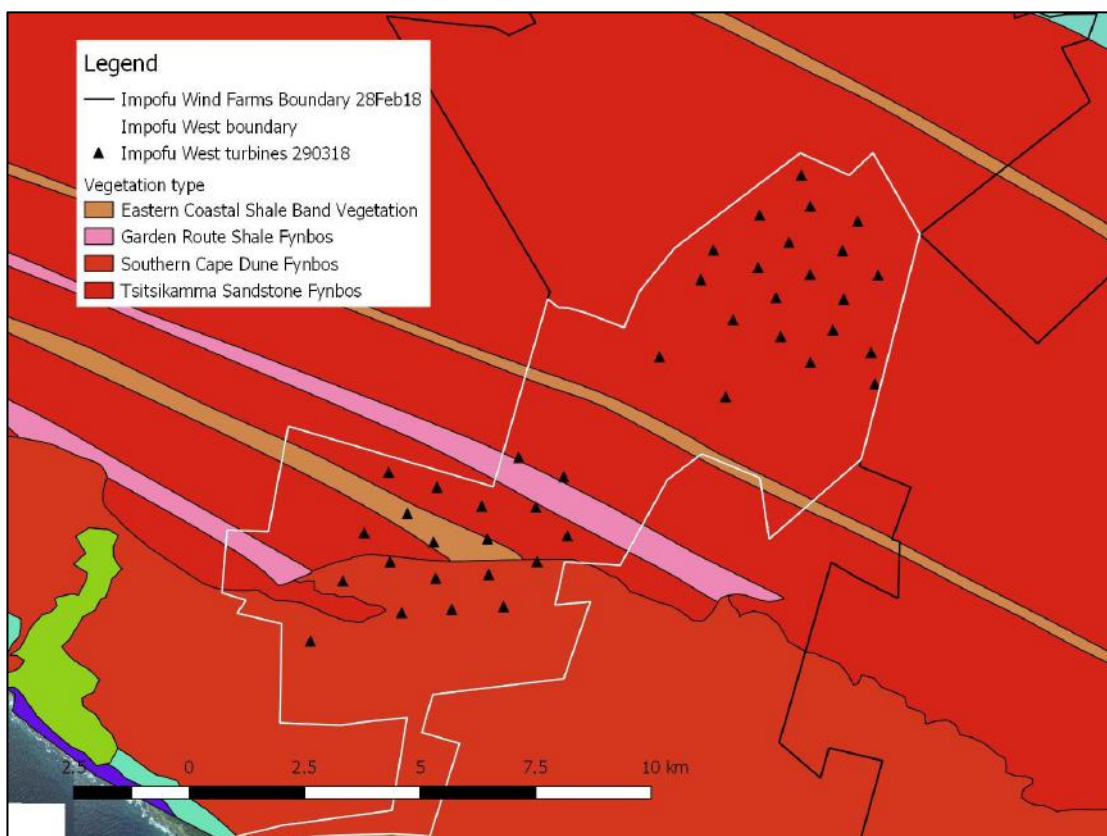 Legend
Impofu Wind Farms Boundary 28Feb18
Impofu West boundary
Impofu West turbines 290318
Vegetation type
Eastern Coastal Shale Band Vegetation
Garden Route Shale Fynbos
Southern Cape Dune Fynbos
Tsitsikamma Sandstone Fynbos
2.5 0 2.5 5 7.5 10 km